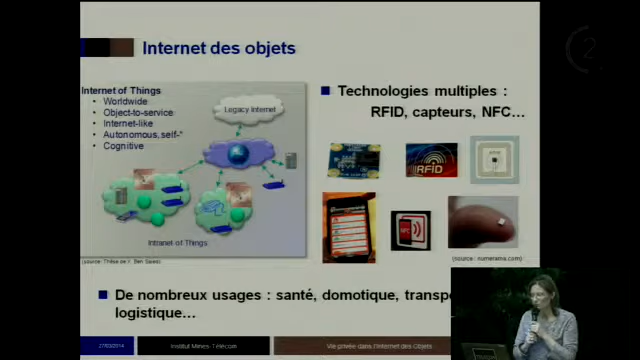 Internet des objets
Internet of Things
• Worldwide
• Object-to-service
• Internet-like
• Autonomous, self-*
• Cognitive
Legacy Internet
Intranet of Things
(source : Thèse de Y. Ben Saied)
Technologies multiples :
RFID, capteurs, NFC…
RFID
NFC
(source : numerama.com)
De nombreux usages : santé, domotique, transpo
logistique…
27/03/2014
Institut Mines-Télécom
Vie privée dans l'Internet des Objets